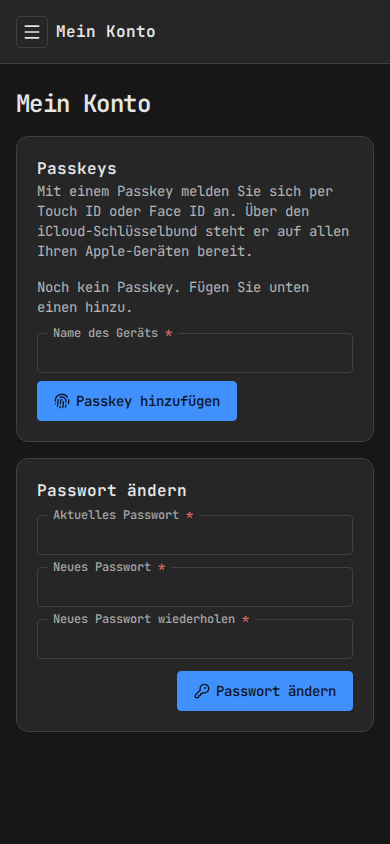 Mein Konto
Mein Konto
Passkeys
Mit einem Passkey melden Sie sich per
Touch ID oder Face ID an. Über den
iCloud-Schlüsselbund steht er auf allen
Ihren Apple-Geräten bereit.
Noch kein Passkey. Fügen Sie unten
einen hinzu.
Name des Geräts *
Passkey hinzufügen
Passwort ändern
Aktuelles Passwort *
Neues Passwort *
Neues Passwort wiederholen *
Passwort ändern